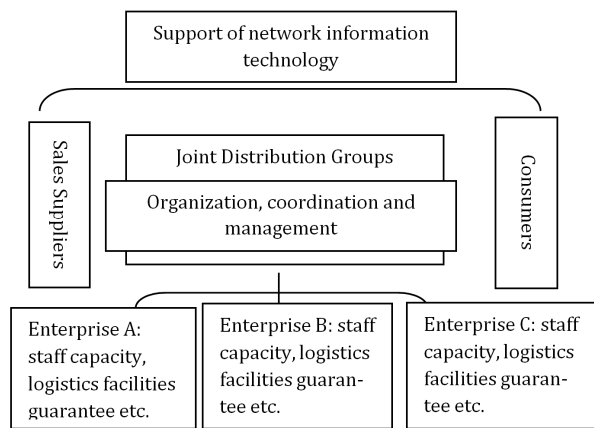 Support of network information
technology
Sales Suppliers
Joint Distribution Groups
Organization, coordination and
management
Consumers
Enterprise A:
staff capacity,
logistics facilities
guarantee etc.
Enterprise B: staff
capacity, logistics
facilities guaran-
tee etc.
Enterprise C: staff
capacity, logistics
facilities guaran-
tee etc.